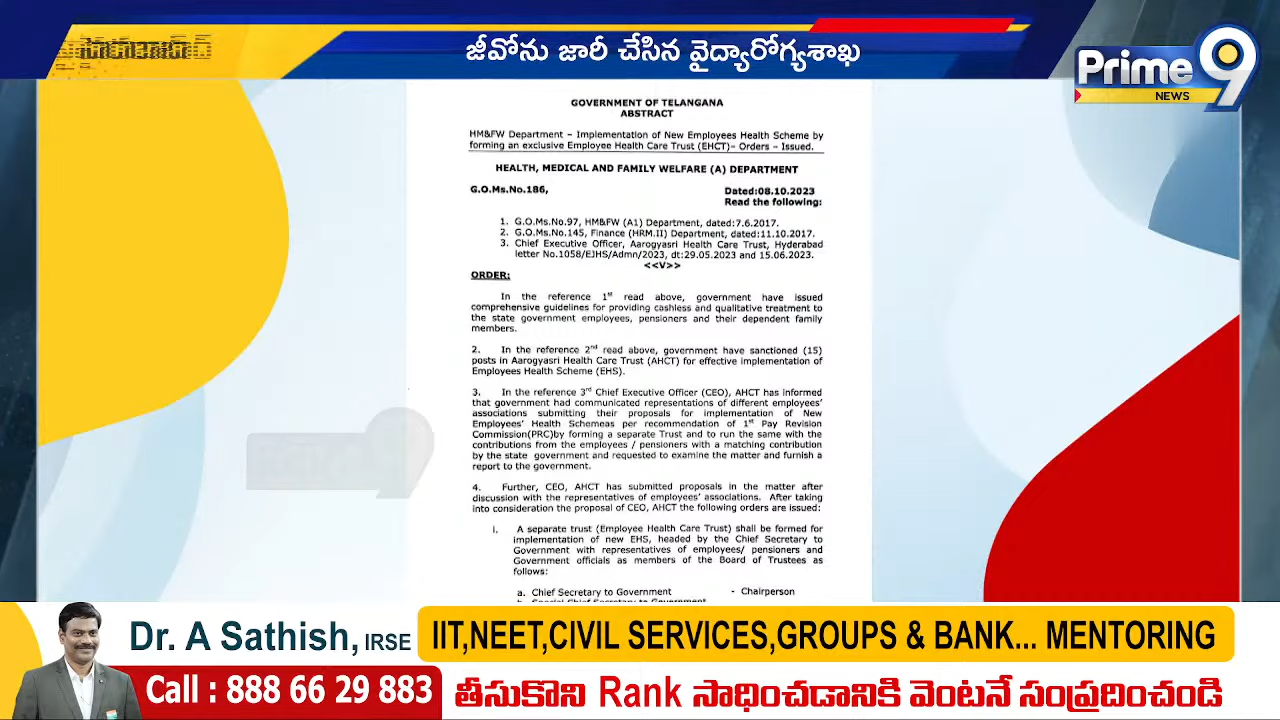 జీవోను జారీ చేసిన వైద్యారోగ్యశాఖ
Prime9
NEWS
GOVERNMENT OF TELANGANA
ABSTRACT
HM&FW Department – Implementation of New Employees Health Scheme by
forming an exclusive Employee Health Care Trust (EHCT)– Orders – Issued.
HEALTH, MEDICAL AND FAMILY WELFARE (A) DEPARTMENT
G.O.Ms.No.186, Dated:08.10.2023
Read the following:
1. G.O.Ms.No.97, HM&FW (A1) Department, dated:7.6.2017.
2. G.O.Ms.No.145, Finance (HRM.II) Department, dated:11.10.2017.
3. Chief Executive Officer, Aarogyasri Health Care Trust, Hyderabad
letter No.1058/EJHS/Admn/2023, dt:29.05.2023 and 15.06.2023.
<<V>>
ORDER:
In the reference 1st read above, government have issued
comprehensive guidelines for providing cashless and qualitative treatment to
the state government employees, pensioners and their dependent family
members.
2. In the reference 2nd read above, government have sanctioned (15)
posts in Aarogyasri Health Care Trust (AHCT) for effective implementation of
Employees Health Scheme (EHS).
3. In the reference 3rd Chief Executive Officer (CEO), AHCT has informed
that government had communicated representations of different employees'
associations submitting their proposals for implementation of New
Employees' Health Schemeas per recommendation of 1st Pay Revision
Commission(PRC)by forming a separate Trust and to run the same with the
contributions from the employees / pensioners with a matching contribution
by the state government and requested to examine the matter and furnish a
report to the government.
4. Further, CEO, AHCT has submitted proposals in the matter after
discussion with the representatives of employees' associations. After taking
into consideration the proposal of CEO, AHCT the following orders are issued:
i. A separate trust (Employee Health Care Trust) shall be formed for
implementation of new EHS, headed by the Chief Secretary to
Government with representatives of employees/ pensioners and
Government officials as members of the Board of Trustees as
follows:
a. Chief Secretary to Government - Chairperson
Dr. A Sathish, IRSE
IIT,NEET,CIVIL SERVICES,GROUPS & BANK... MENTORING
Call : 888 66 29 883
తీసుకొని Rank సాధించడానికి వెంటనే సంప్రదించండి